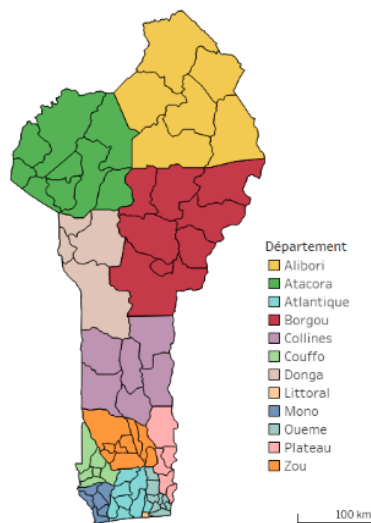 Département
Alibori
Atacora
Atlantique
Borgou
Collines
Couffo
Donga
Littoral
Mono
Oueme
Plateau
Zou
100 km